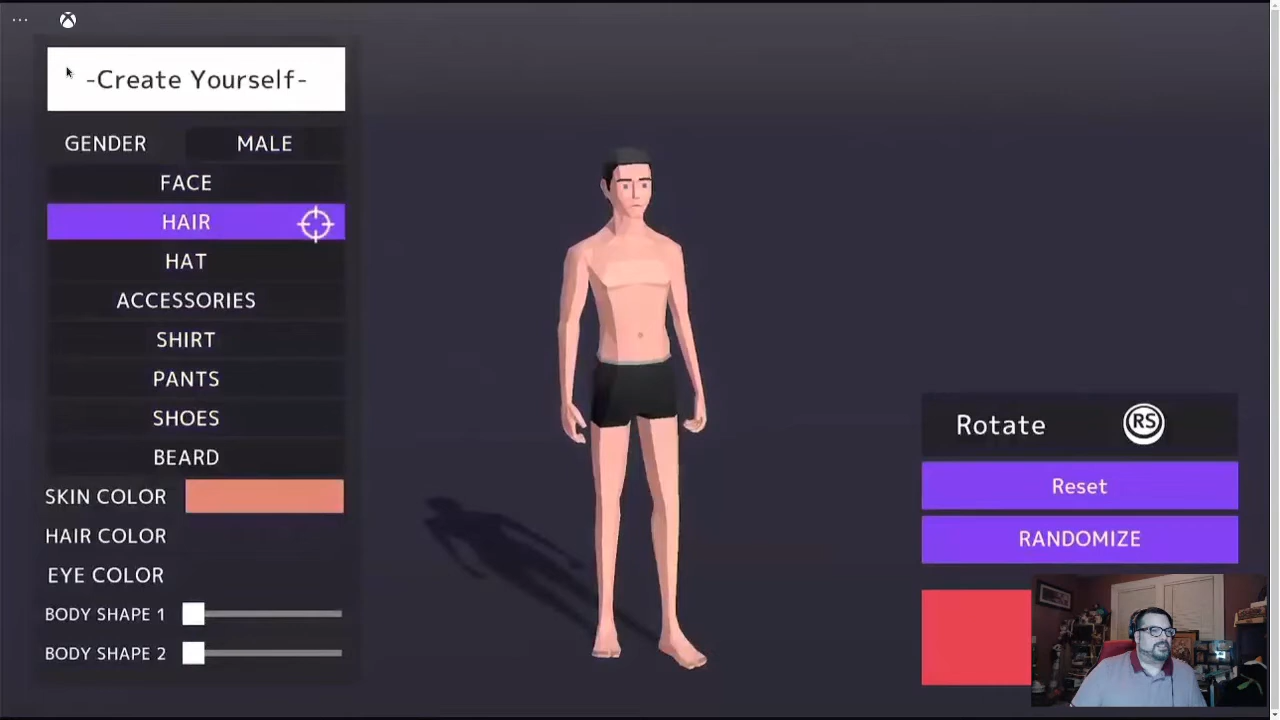 -Create Yourself-
GENDER MALE
FACE
HAIR
HAT
ACCESSORIES
SHIRT
PANTS
SHOES
BEARD
SKIN COLOR
HAIR COLOR
EYE COLOR
BODY SHAPE 1
BODY SHAPE 2
Rotate RS
Reset
RANDOMIZE